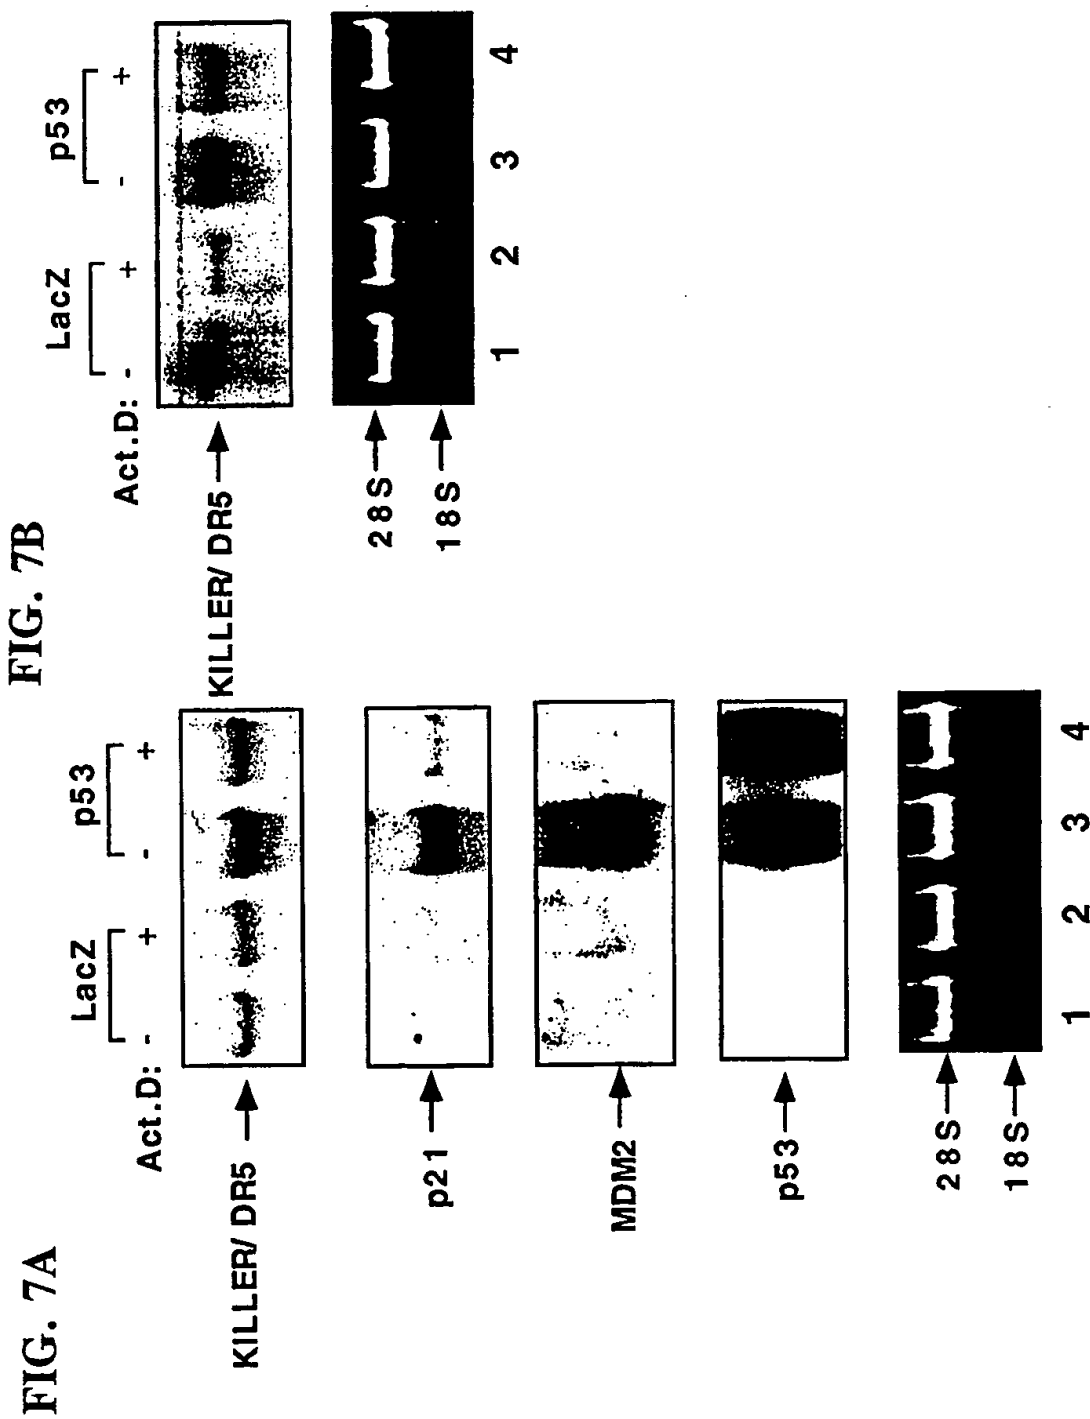 FIG. 7A
LacZ p53
Act.D: - + - +
KILLER/ DR5
p21
MDM2
p53
28S
18S
1 2 3 4
FIG. 7B
LacZ p53
Act.D: - + - +
KILLER/ DR5
28S
18S
1 2 3 4